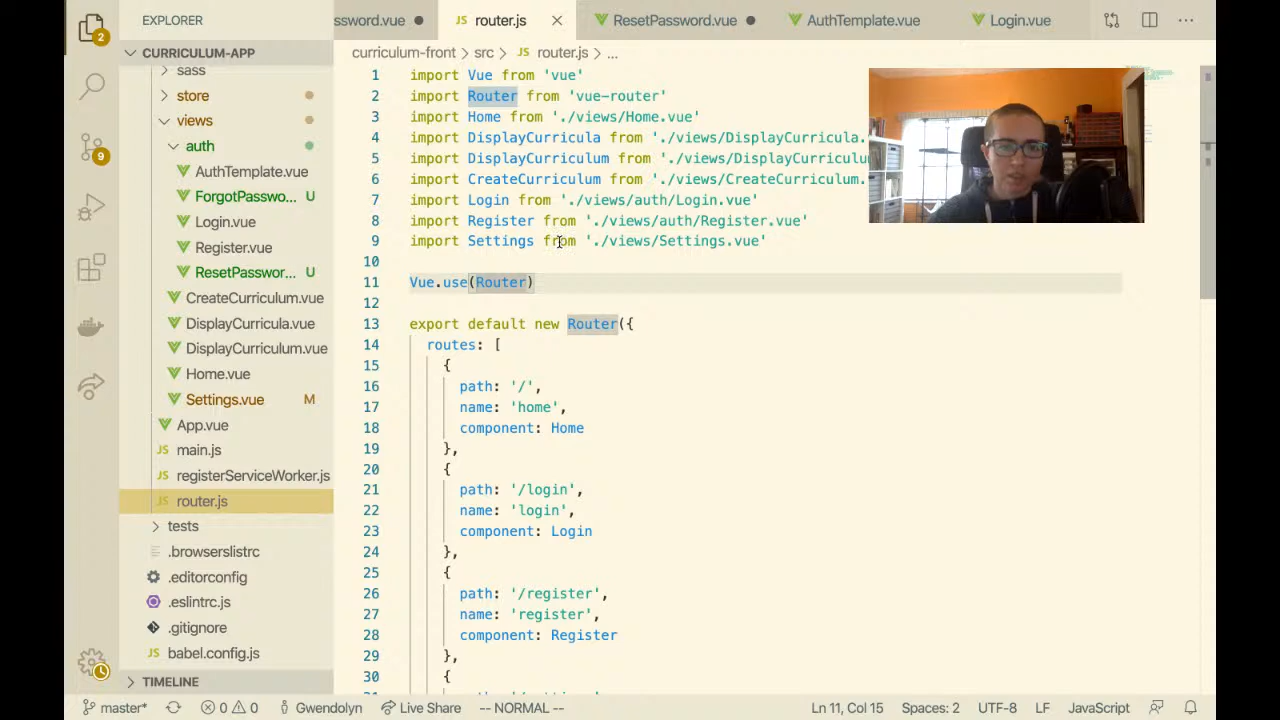 EXPLORER
ssword.vue
router.js
ResetPassword.vue
AuthTemplate.vue
Login.vue
CURRICULUM-APP
curriculum-front > src > JS router.js > ...
sass
store
views
auth
AuthTemplate.vue
ForgotPasswo... U
Login.vue
Register.vue
ResetPasswor... U
CreateCurriculum.vue
DisplayCurricula.vue
DisplayCurriculum.vue
Home.vue
Settings.vue M
App.vue
JS main.js
JS registerServiceWorker.js
JS router.js
tests
.browserslistrc
.editorconfig
.eslintrc.js
.gitignore
babel.config.js
TIMELINE
2
9
1 import Vue from 'vue'
2 import Router from 'vue-router'
3 import Home from './views/Home.vue'
4 import DisplayCurricula from './views/DisplayCurricula.
5 import DisplayCurriculum from './views/DisplayCurriculum
6 import CreateCurriculum from './views/CreateCurriculum.
7 import Login from './views/auth/Login.vue'
8 import Register from './views/auth/Register.vue'
9 import Settings from './views/Settings.vue'
10
11 Vue.use(Router)
12
13 export default new Router({
14 routes: [
15 {
16 path: '/',
17 name: 'home',
18 component: Home
19 },
20 {
21 path: '/login',
22 name: 'login',
23 component: Login
24 },
25 {
26 path: '/register',
27 name: 'register',
28 component: Register
29 },
30 {
master* 0 0 Gwendolyn Live Share -- NORMAL -- Ln 11, Col 15 Spaces: 2 UTF-8 LF JavaScript